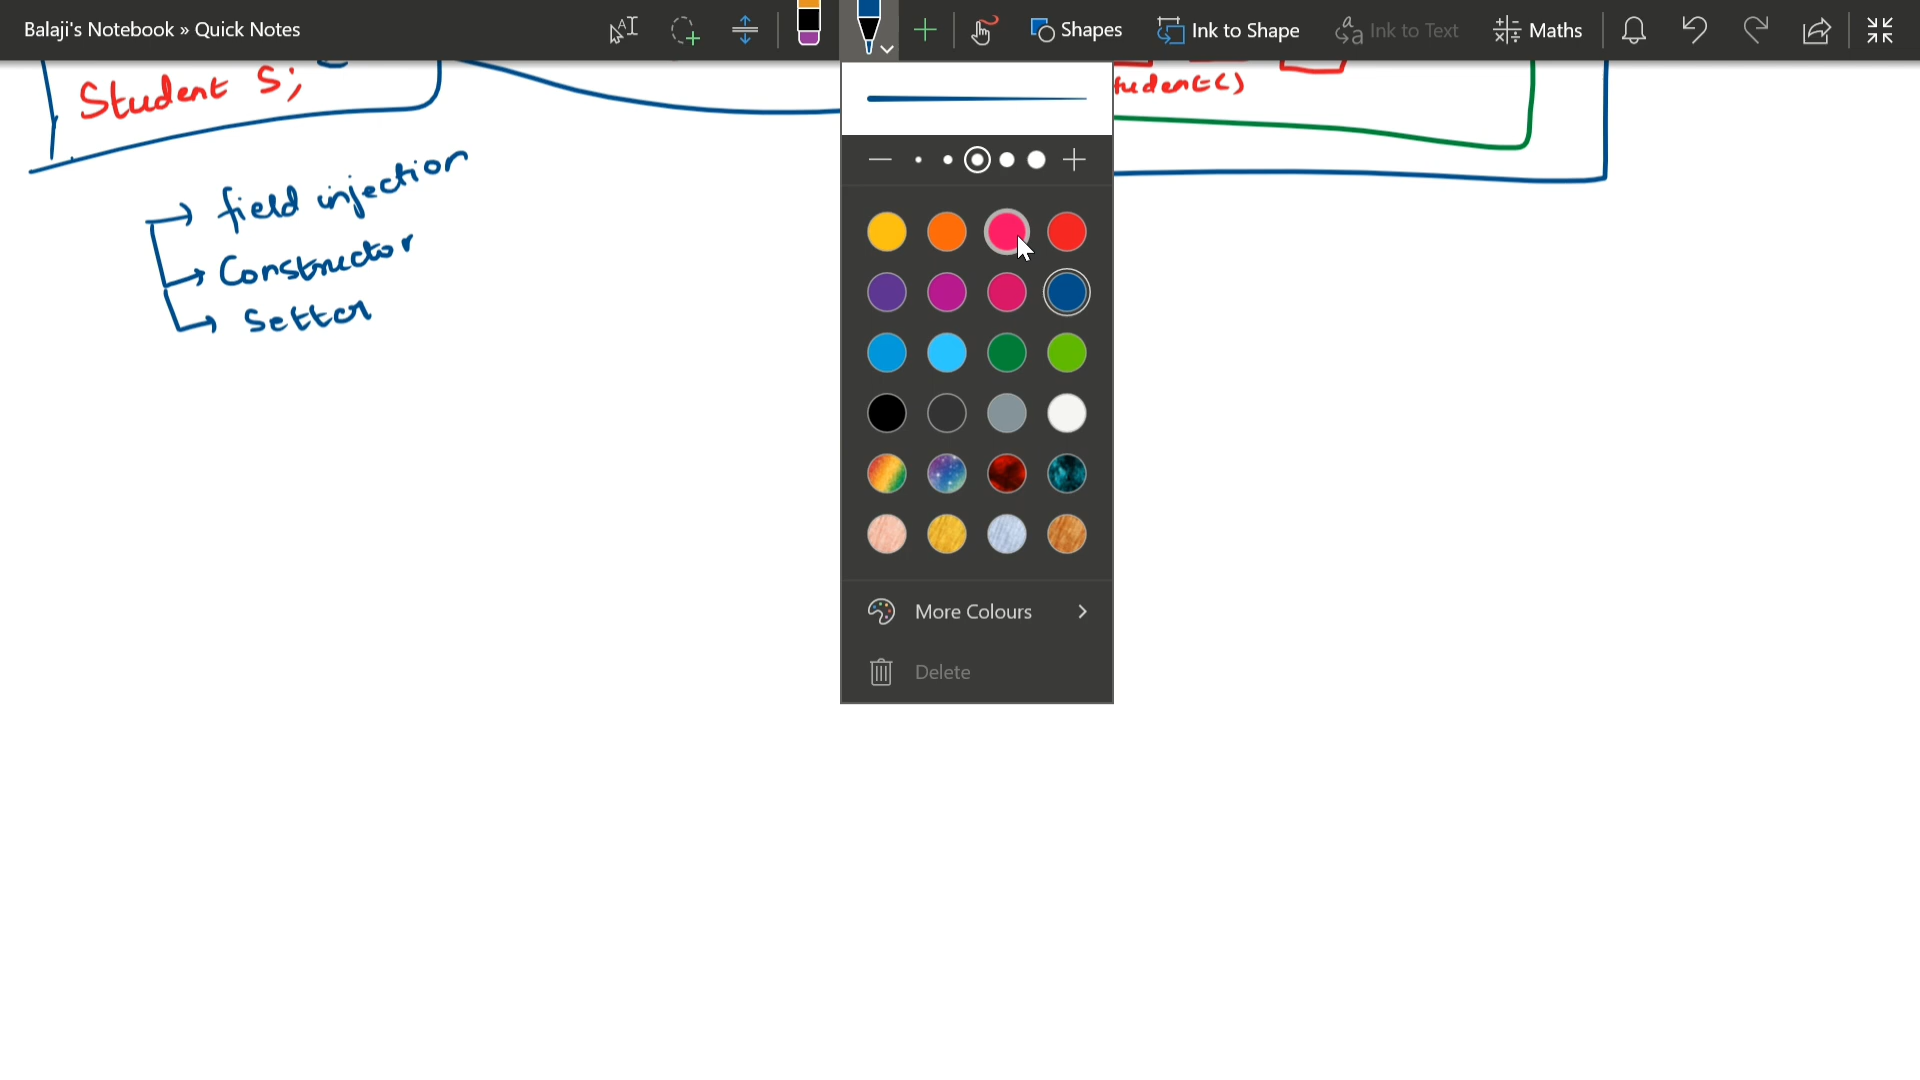 Balaji's Notebook » Quick Notes
Shapes
Ink to Shape
Ink to Text
Maths
Student S;
tudent()
→ field injection
→ Constructor
→ Setter
More Colours
Delete